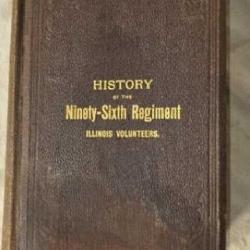 HISTORY
OF THE
Ninety-Sixth Regiment
ILLINOIS VOLUNTEERS.